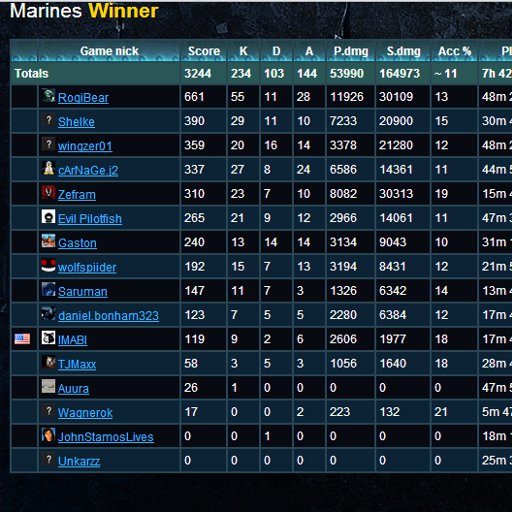 Marines Winner
Game nick Score K D A P.dmg S.dmg Acc % Pl
Totals 3244 234 103 144 53990 164973 ~ 11 7h 42
RoqiBear 661 55 11 28 11926 30109 13 48m 2
Shelke 390 29 11 10 7233 20900 15 30m 4
wingzer01 359 20 16 14 3378 21280 12 48m 2
cArNaGe.j2 337 27 8 24 6586 14361 11 44m 5
Zefram 310 23 7 10 8082 30313 19 15m 4
Evil Pilotfish 265 21 9 12 2966 14061 11 47m 3
Gaston 240 13 14 14 3134 9043 10 31m 1
wolfspiider 192 15 7 13 3194 8431 12 21m 5
Saruman 147 11 7 3 1326 6342 14 13m 4
daniel.bonham323 123 7 5 5 2280 6384 12 17m 4
IMABI 119 9 2 6 2606 1977 18 17m 4
TJMaxx 58 3 5 3 1056 1640 18 28m 4
Auura 26 1 0 0 0 0 0 47m 5
Wagnerok 17 0 0 2 223 132 21 5m 47
JohnStamosLives 0 0 1 0 0 0 0 18m 1
Unkarzz 0 0 0 0 0 0 0 25m 3